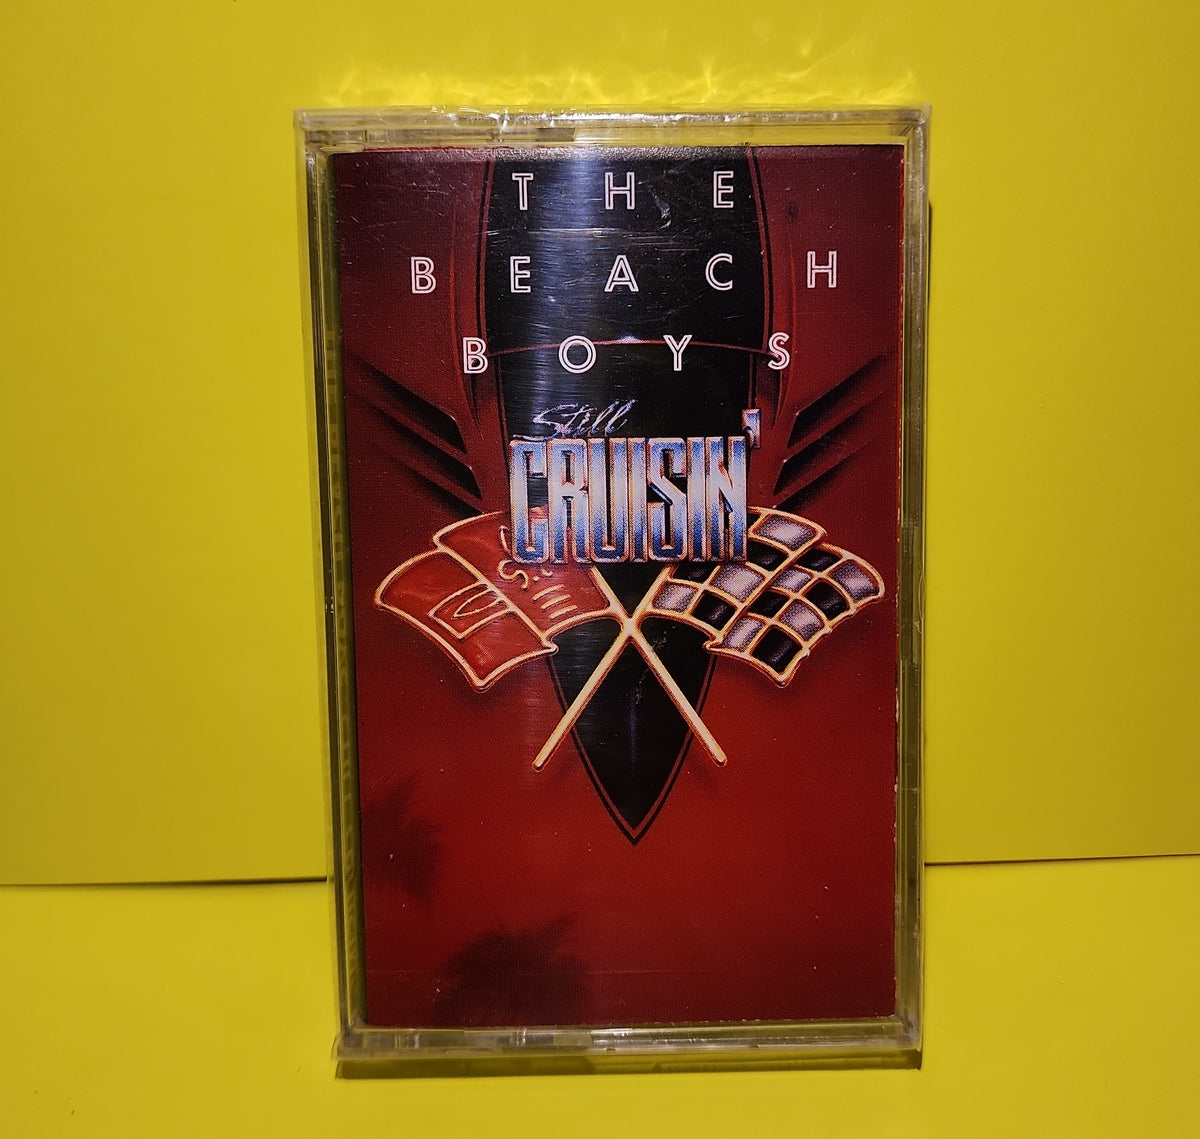 THE
BEACH
BOYS
Still
CRUISIN'